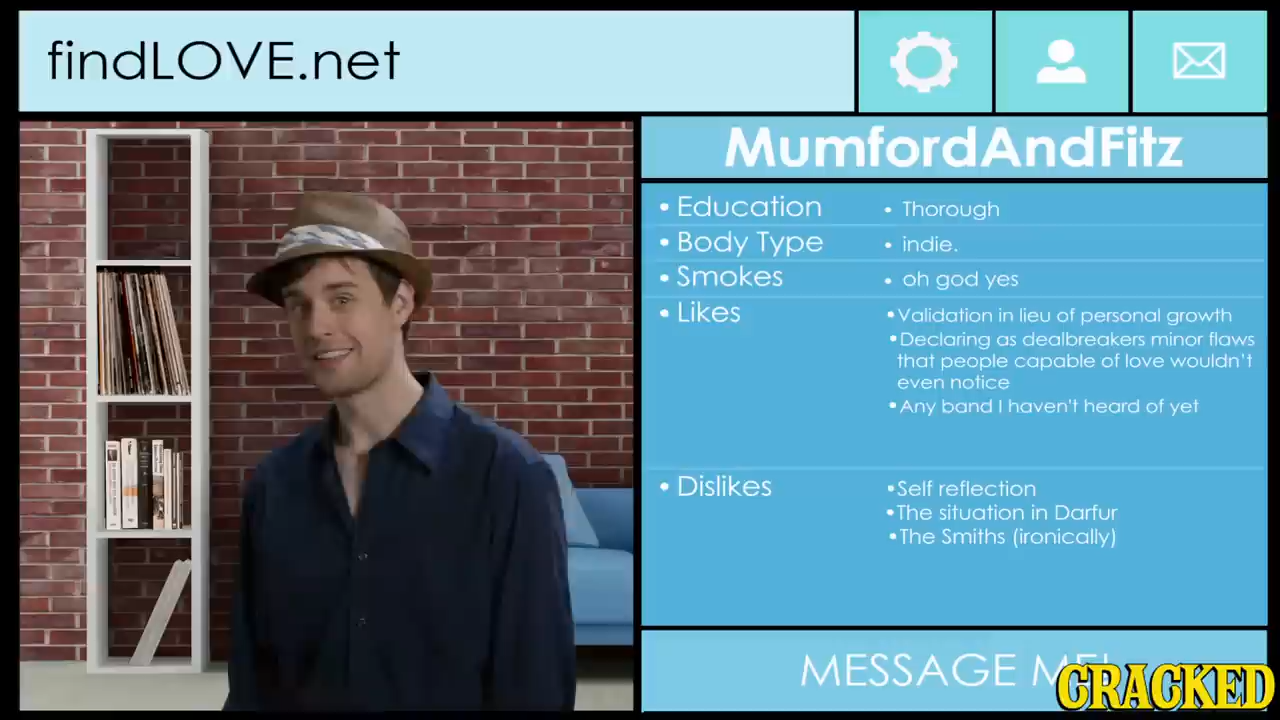 findLOVE.net
MumfordAndFitz
• Education • Thorough
• Body Type • indie.
• Smokes • oh god yes
• Likes • Validation in lieu of personal growth
• Declaring as dealbreakers minor flaws
that people capable of love wouldn't
even notice
• Any band I haven't heard of yet
• Dislikes • Self reflection
• The situation in Darfur
• The Smiths (ironically)
MESSAGE ME!
CRACKED